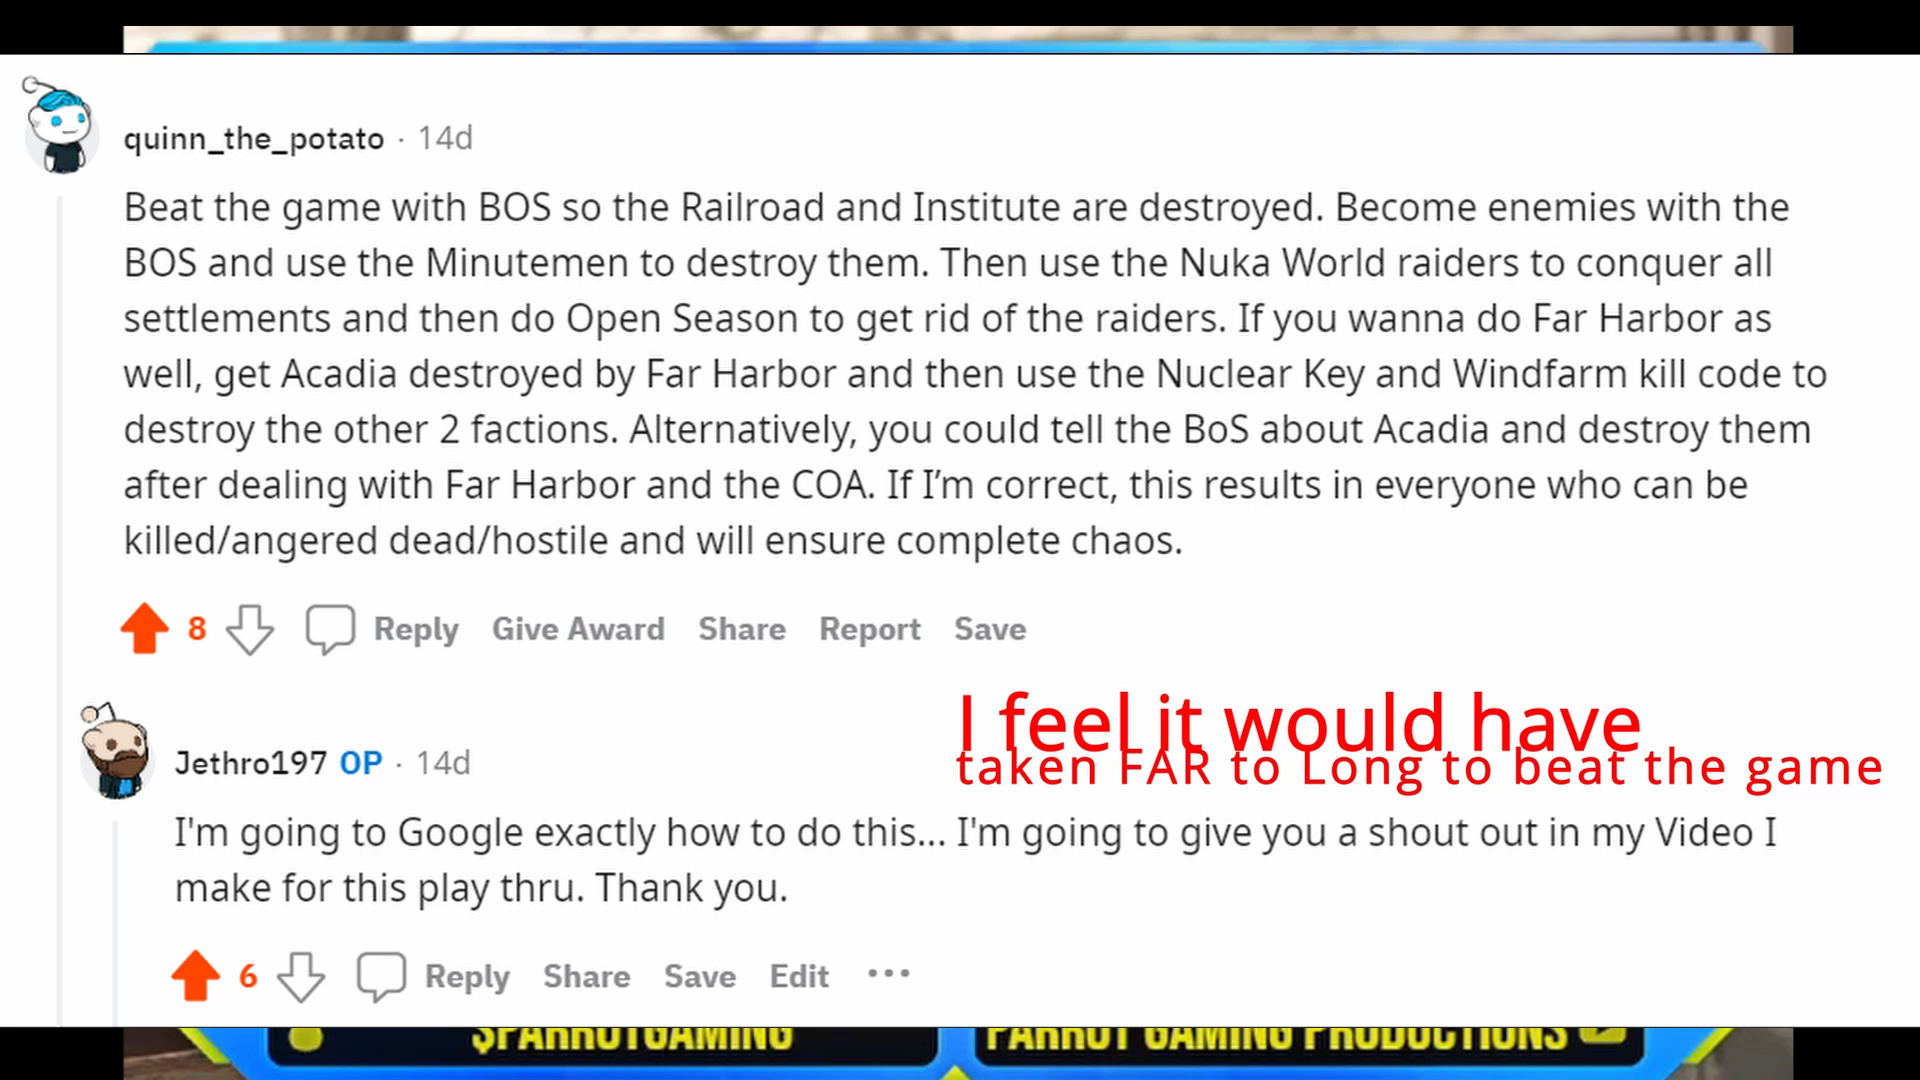 quinn_the_potato · 14d
Beat the game with BOS so the Railroad and Institute are destroyed. Become enemies with the
BOS and use the Minutemen to destroy them. Then use the Nuka World raiders to conquer all
settlements and then do Open Season to get rid of the raiders. If you wanna do Far Harbor as
well, get Acadia destroyed by Far Harbor and then use the Nuclear Key and Windfarm kill code to
destroy the other 2 factions. Alternatively, you could tell the BoS about Acadia and destroy them
after dealing with Far Harbor and the COA. If I’m correct, this results in everyone who can be
killed/angered dead/hostile and will ensure complete chaos.
8 Reply Give Award Share Report Save
I feel it would have
taken FAR to Long to beat the game
Jethro197 OP · 14d
I'm going to Google exactly how to do this... I'm going to give you a shout out in my Video I
make for this play thru. Thank you.
6 Reply Share Save Edit ...
$PARROTGAMING PARROT GAMING PRODUCTIONS